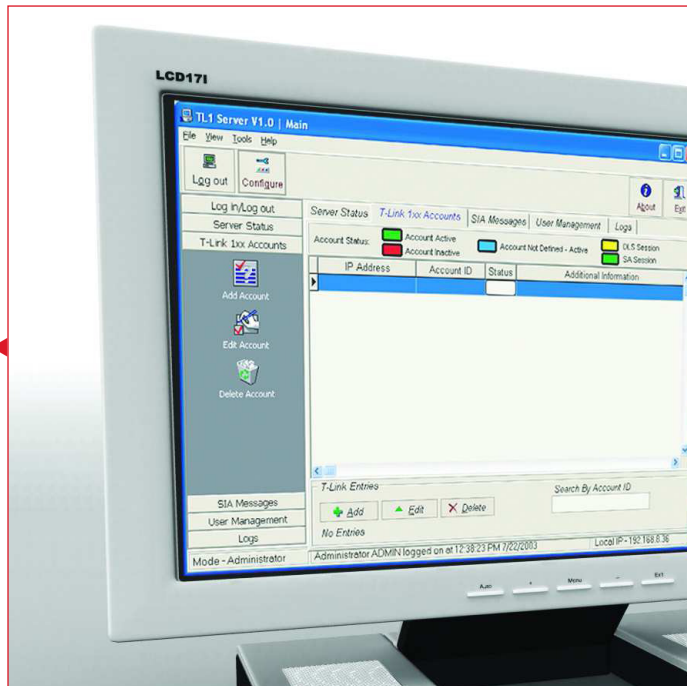 LCD17I
TL1 Server V1.0 | Main
File View Tools Help
Log out Configure About Exit
Log In/Log out
Server Status
T-Link 1xx Accounts
Add Account
Edit Account
Delete Account
SIA Messages
User Management
Logs
Mode - Administrator
Server Status T-Link 1xx Accounts SIA Messages User Management Logs
Account Status: Account Active Account Not Defined - Active DLS Session
Account Inactive SA Session
IP Address Account ID Status Additional Information
T-Link Entries Search By Account ID
Add Edit Delete
No Entries
Administrator ADMIN logged on at 12:38:23 PM 7/22/2003 Local IP - 192.168.8.36
Auto + Menu - Exit